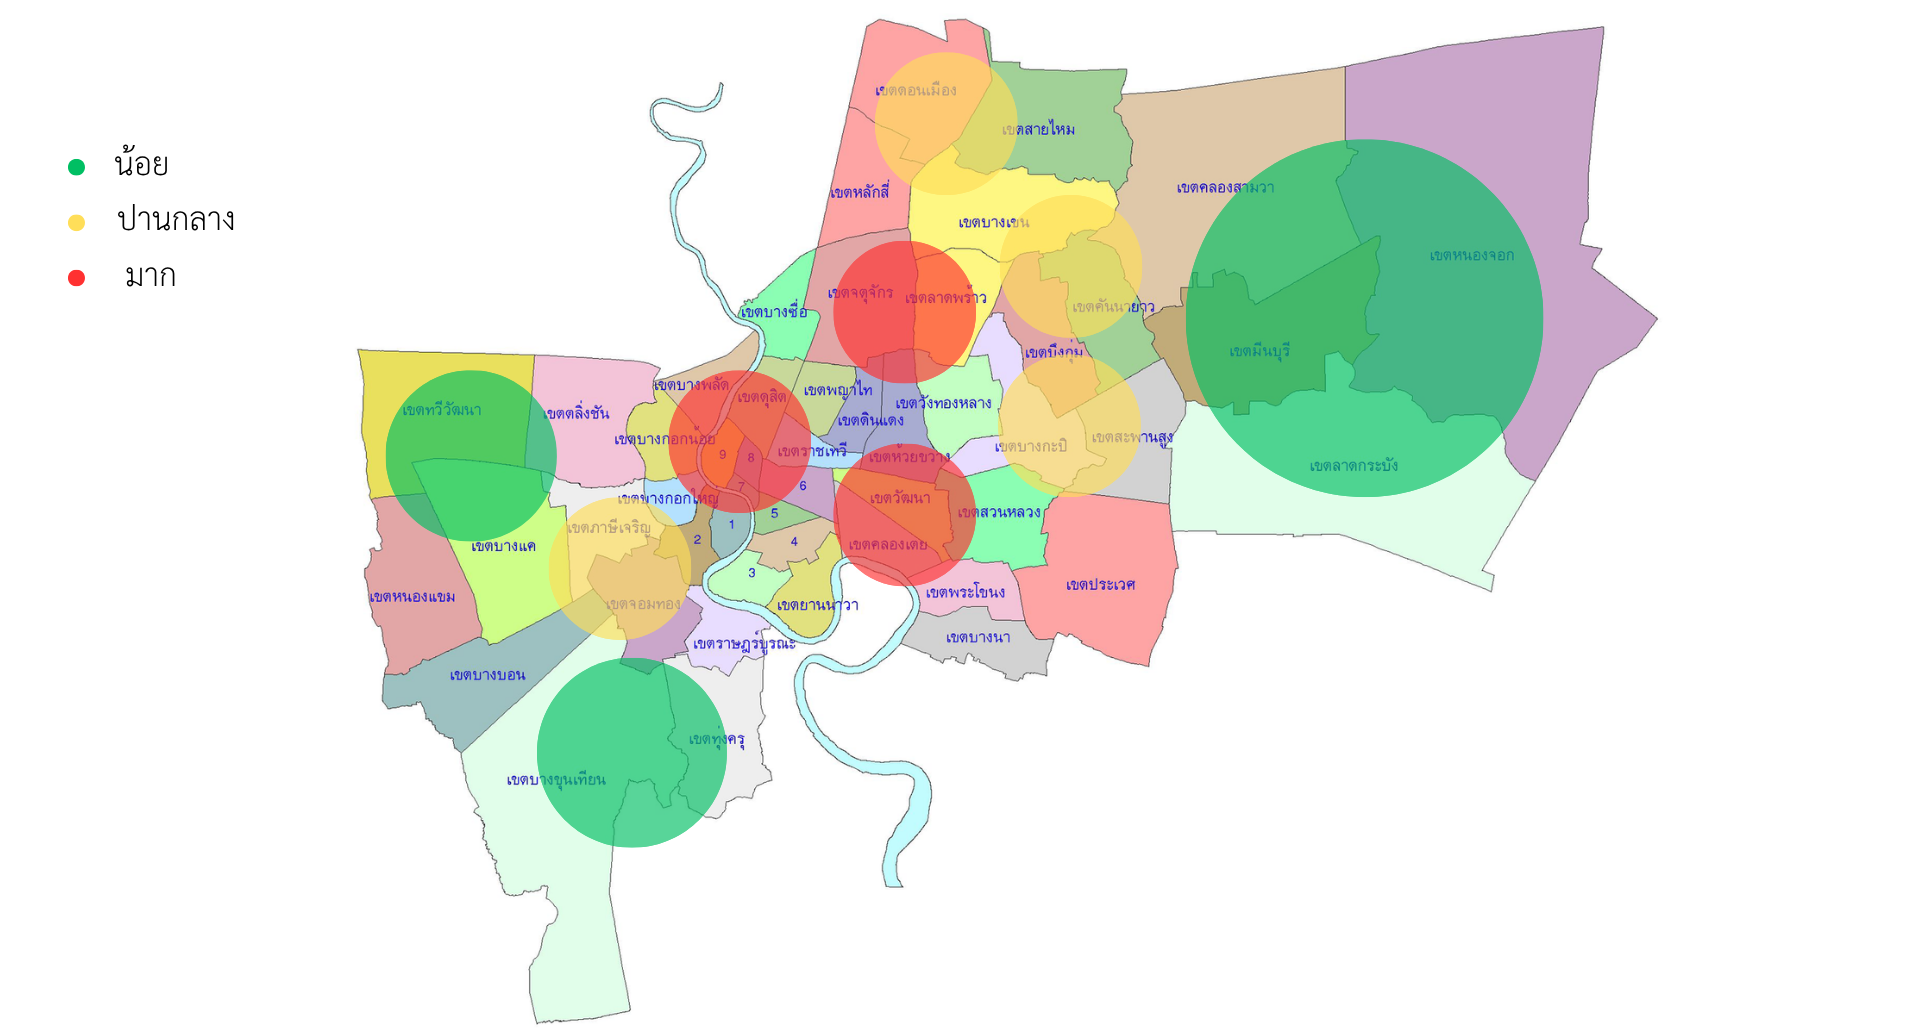 น้อย
ปานกลาง
มาก
เขตดอนเมือง
เขตสายไหม
เขตหลักสี่
เขตคลองสามวา
เขตบางเขน
เขตหนองจอก
เขตจตุจักร
เขตลาดพร้าว
เขตคันนายาว
เขตบางซื่อ
เขตบึงกุ่ม
เขตมีนบุรี
เขตบางพลัด
เขตดุสิต
เขตพญาไท
เขตวังทองหลาง
เขตทวีวัฒนา
เขตตลิ่งชัน
เขตดินแดง
เขตบางกอกน้อย
เขตสะพานสูง
เขตบางกะปิ
เขตราชเทวี
9
8
เขตห้วยขวาง
เขตลาดกระบัง
7
6
เขตบางกอกใหญ่
เขตวัฒนา
เขตสวนหลวง
5
1
เขตภาษีเจริญ
2
4
เขตบางแค
เขตคลองเตย
3
เขตประเวศ
เขตพระโขนง
เขตหนองแขม
เขตจอมทอง
เขตยานนาวา
เขตบางนา
เขตราษฎร์บูรณะ
เขตบางบอน
เขตทุ่งครุ
เขตบางขุนเทียน